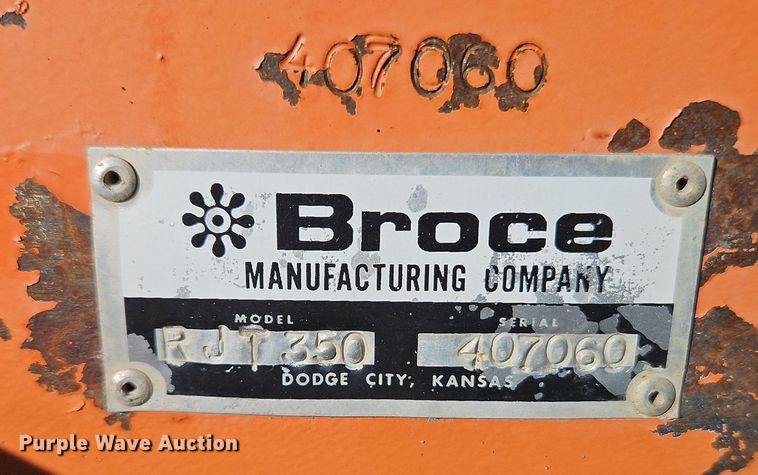 407060
Broce
MANUFACTURING COMPANY
MODEL SERIAL
RJT350 407060
DODGE CITY, KANSAS
Purple Wave Auction